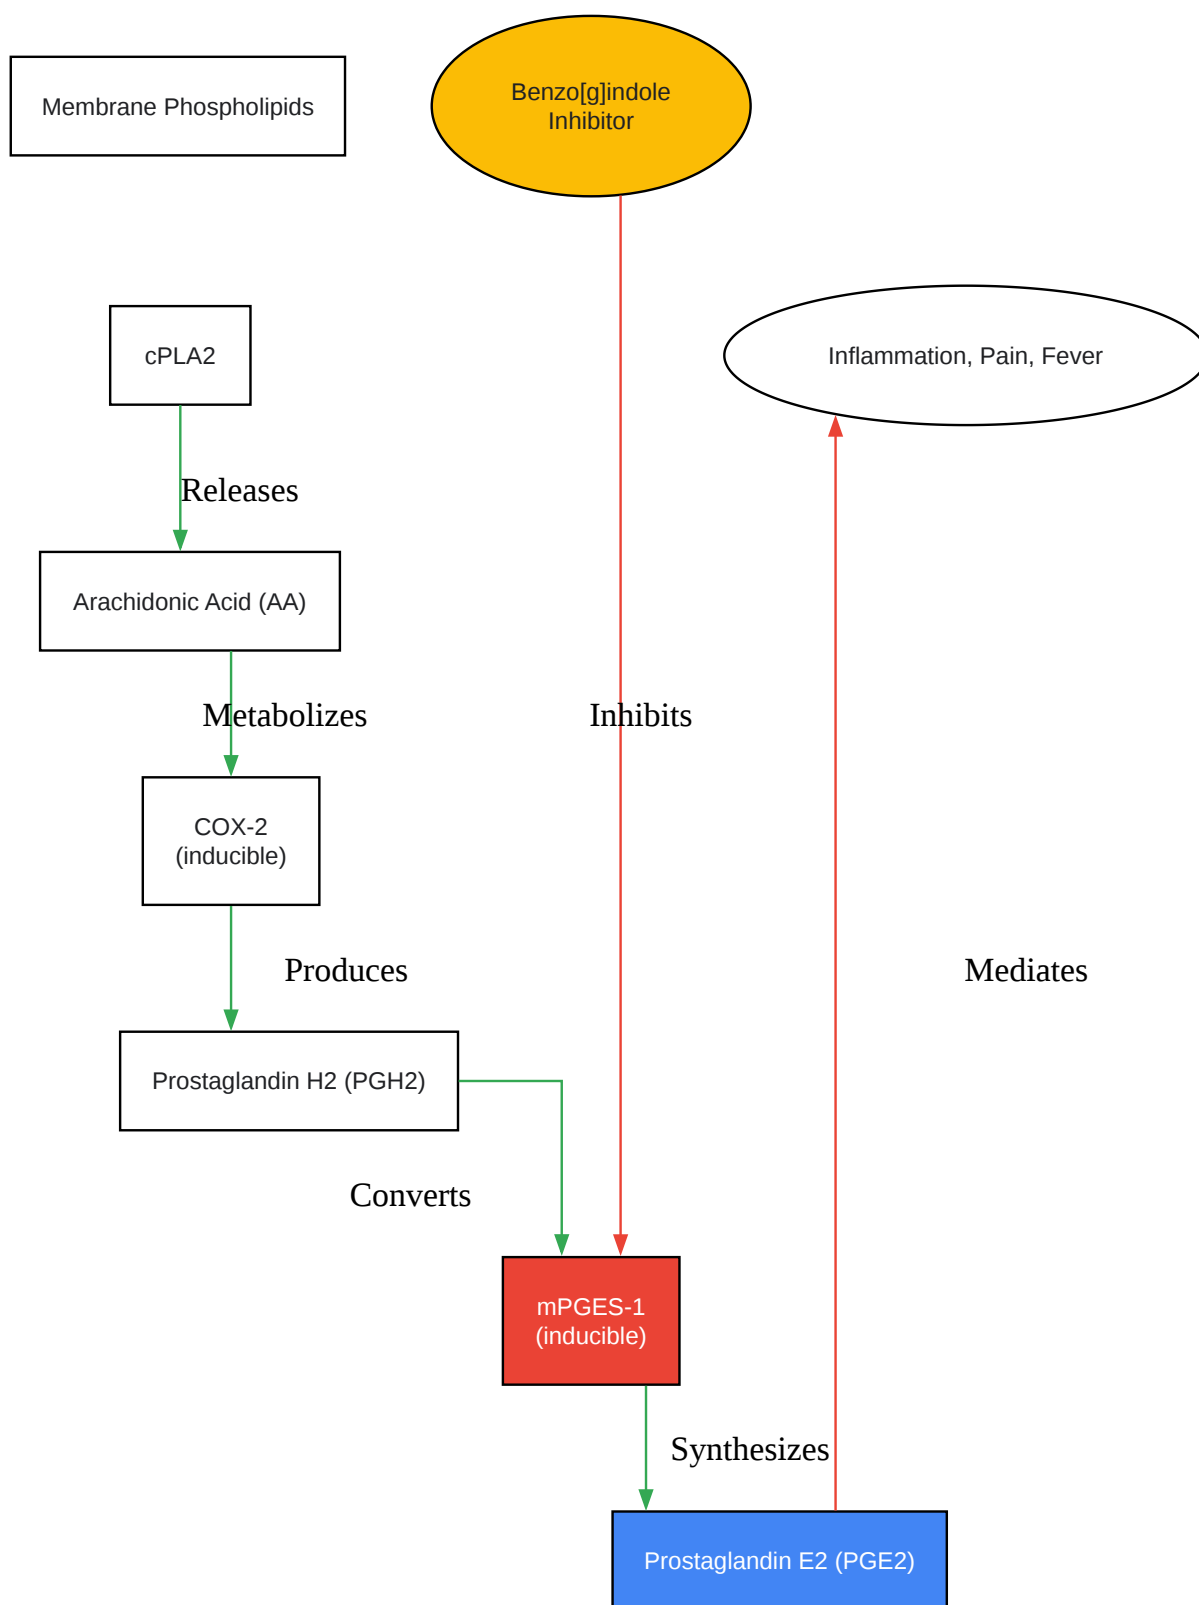 Membrane Phospholipids
Benzo[g]indole
Inhibitor
cPLA2
Inflammation, Pain, Fever
Releases
Arachidonic Acid (AA)
Metabolizes
Inhibits
COX-2
(inducible)
Produces
Mediates
Prostaglandin H2 (PGH2)
Converts
mPGES-1
(inducible)
Synthesizes
Prostaglandin E2 (PGE2)